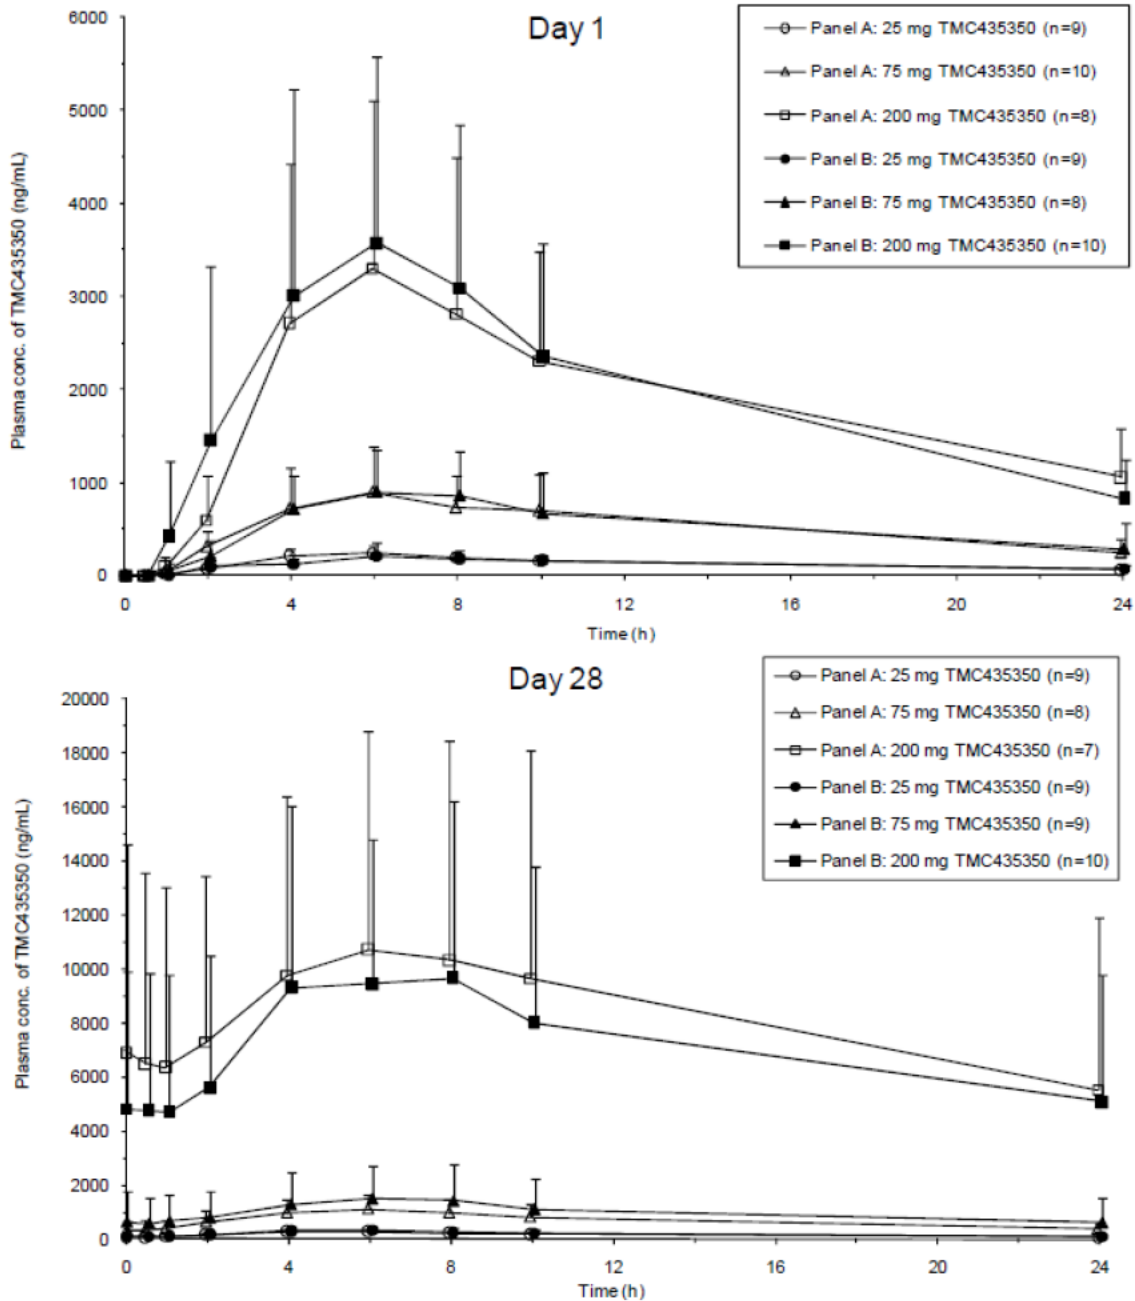 Day 1
Plasma conc. of TMC435350 (ng/mL)
6000
5000
4000
3000
2000
1000
0
0 4 8 12 16 20 24
Time (h)
Panel A: 25 mg TMC435350 (n=9)
Panel A: 75 mg TMC435350 (n=10)
Panel A: 200 mg TMC435350 (n=8)
Panel B: 25 mg TMC435350 (n=9)
Panel B: 75 mg TMC435350 (n=8)
Panel B: 200 mg TMC435350 (n=10)
Day 28
Plasma conc. of TMC435350 (ng/mL)
20000
18000
16000
14000
12000
10000
8000
6000
4000
2000
0
0 4 8 12 16 20 24
Time (h)
Panel A: 25 mg TMC435350 (n=9)
Panel A: 75 mg TMC435350 (n=8)
Panel A: 200 mg TMC435350 (n=7)
Panel B: 25 mg TMC435350 (n=9)
Panel B: 75 mg TMC435350 (n=9)
Panel B: 200 mg TMC435350 (n=10)